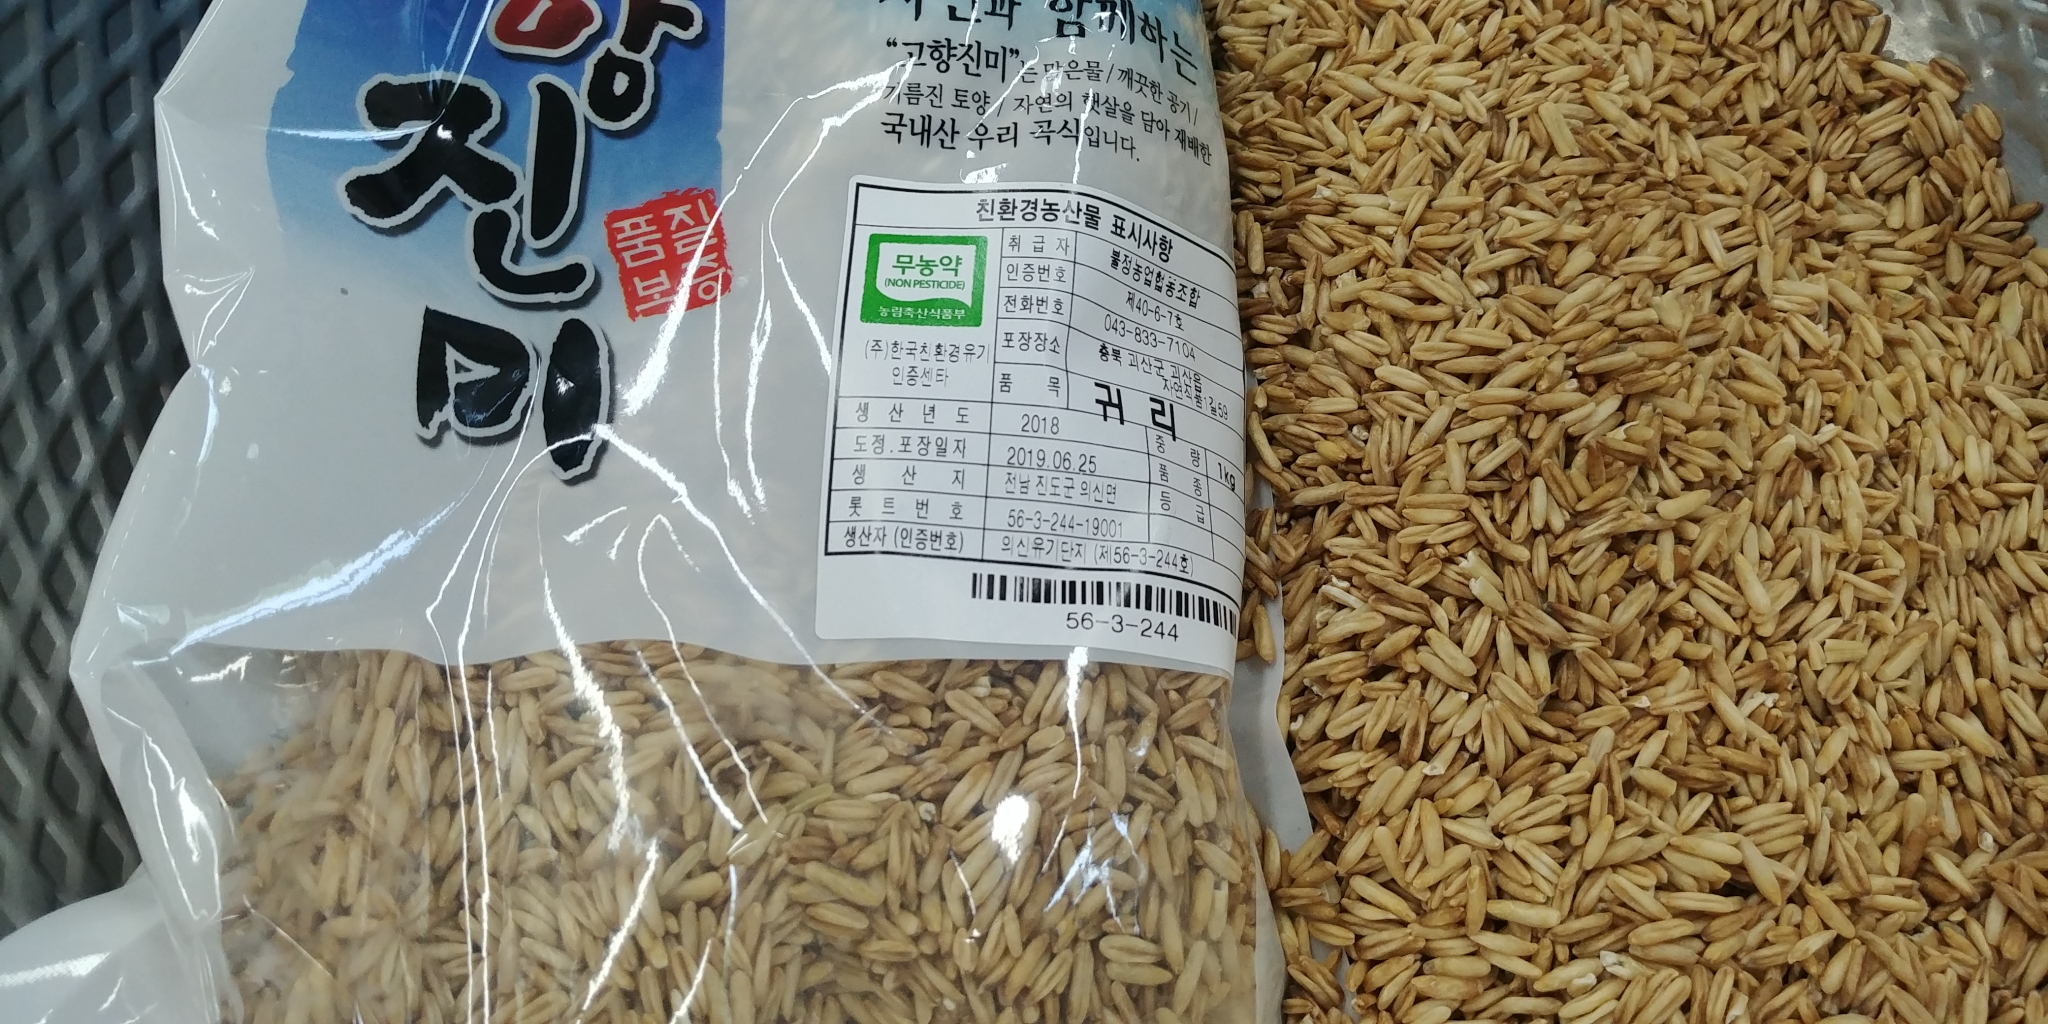 향
진
미
품질
보증
자연과 함께하는
“고향진미”는 맑은물/깨끗한 공기/
기름진 토양/자연의 햇살을 담아 재배한
국내산 우리 곡식입니다.
친환경농산물 표시사항
무농약
(NON PESTICIDE)
농림축산식품부
(주)한국친환경유기
인증센타
취급자 불정농업협동조합
인증번호 제40-6-7호
전화번호 043-833-7104
포장장소 충북 괴산군 괴산읍
자연식품1길59
품목 귀리
생산년도 2018 중량 1kg
도정.포장일자 2019.06.25 품종
생산지 전남 진도군 의신면 등급
롯트번호 56-3-244-19001
생산자 (인증번호) 의신유기단지 (제56-3-244호)
56-3-244